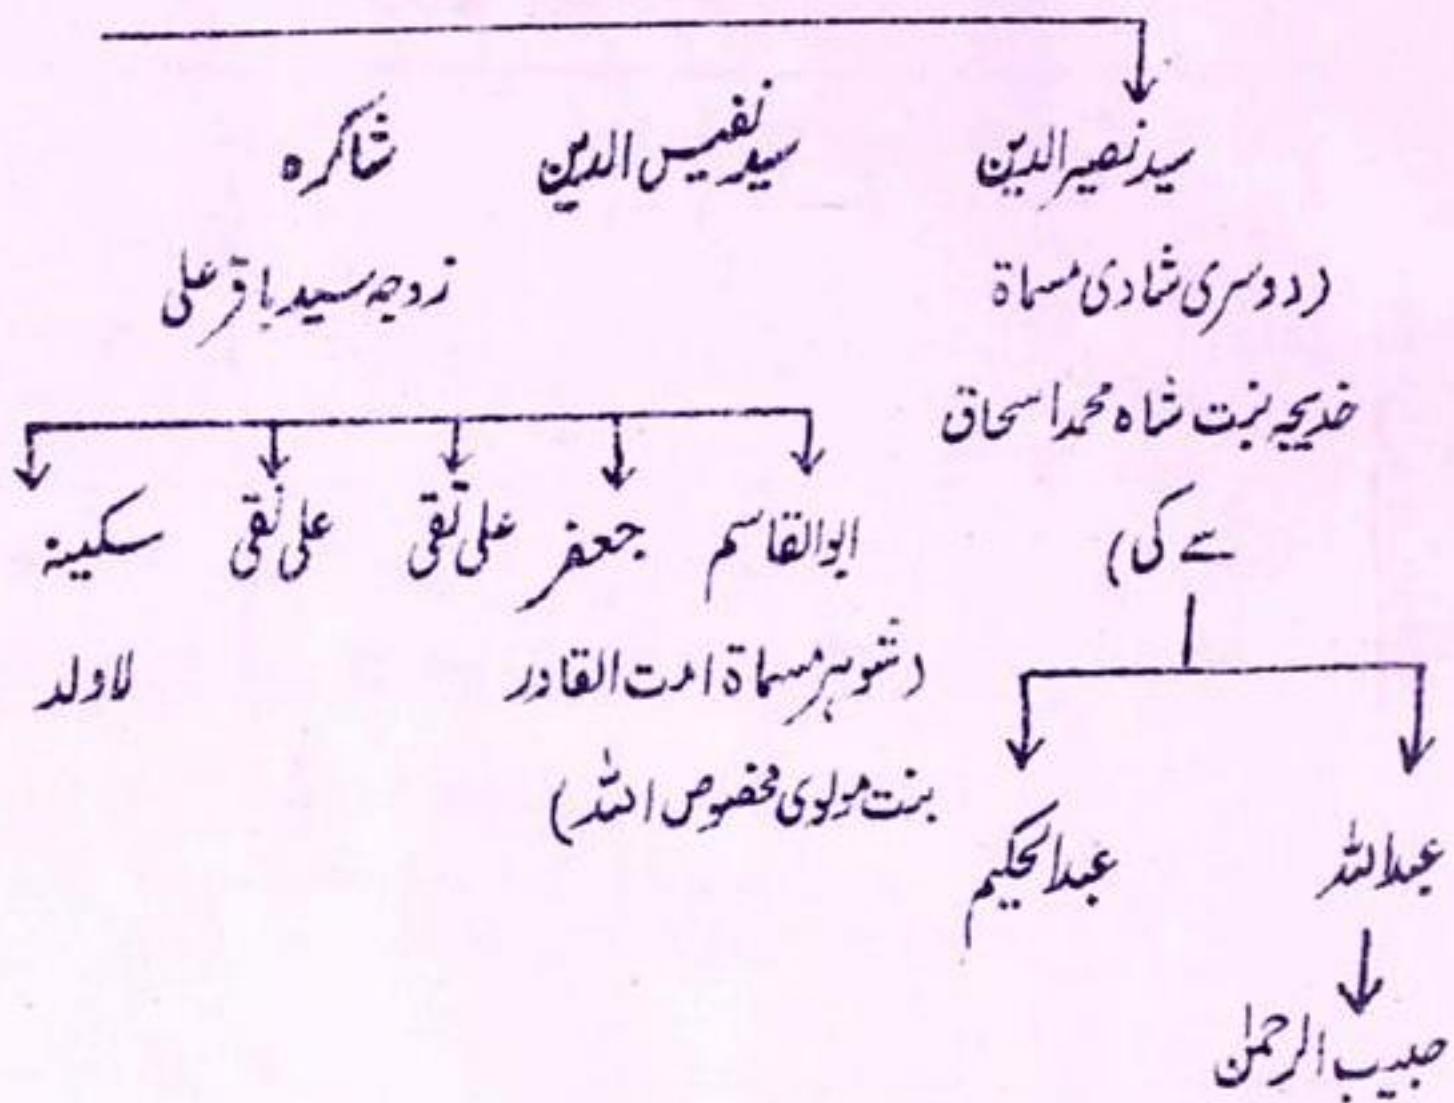 سید نصیر الدین سید نفیس الدین شاکرہ
(دوسری شادی مسماۃ زوجہ سید باقر علی
خدیجہ بنت شاہ محمد اسحاق
سے کی) ابوالقاسم جعفر علی تقی علی نقی سکینہ
(شوہر مسماۃ امت القادر لاولد
بنت مولوی مخصوص اللہ)
عبداللہ عبدالحکیم
حبیب الرحمٰن